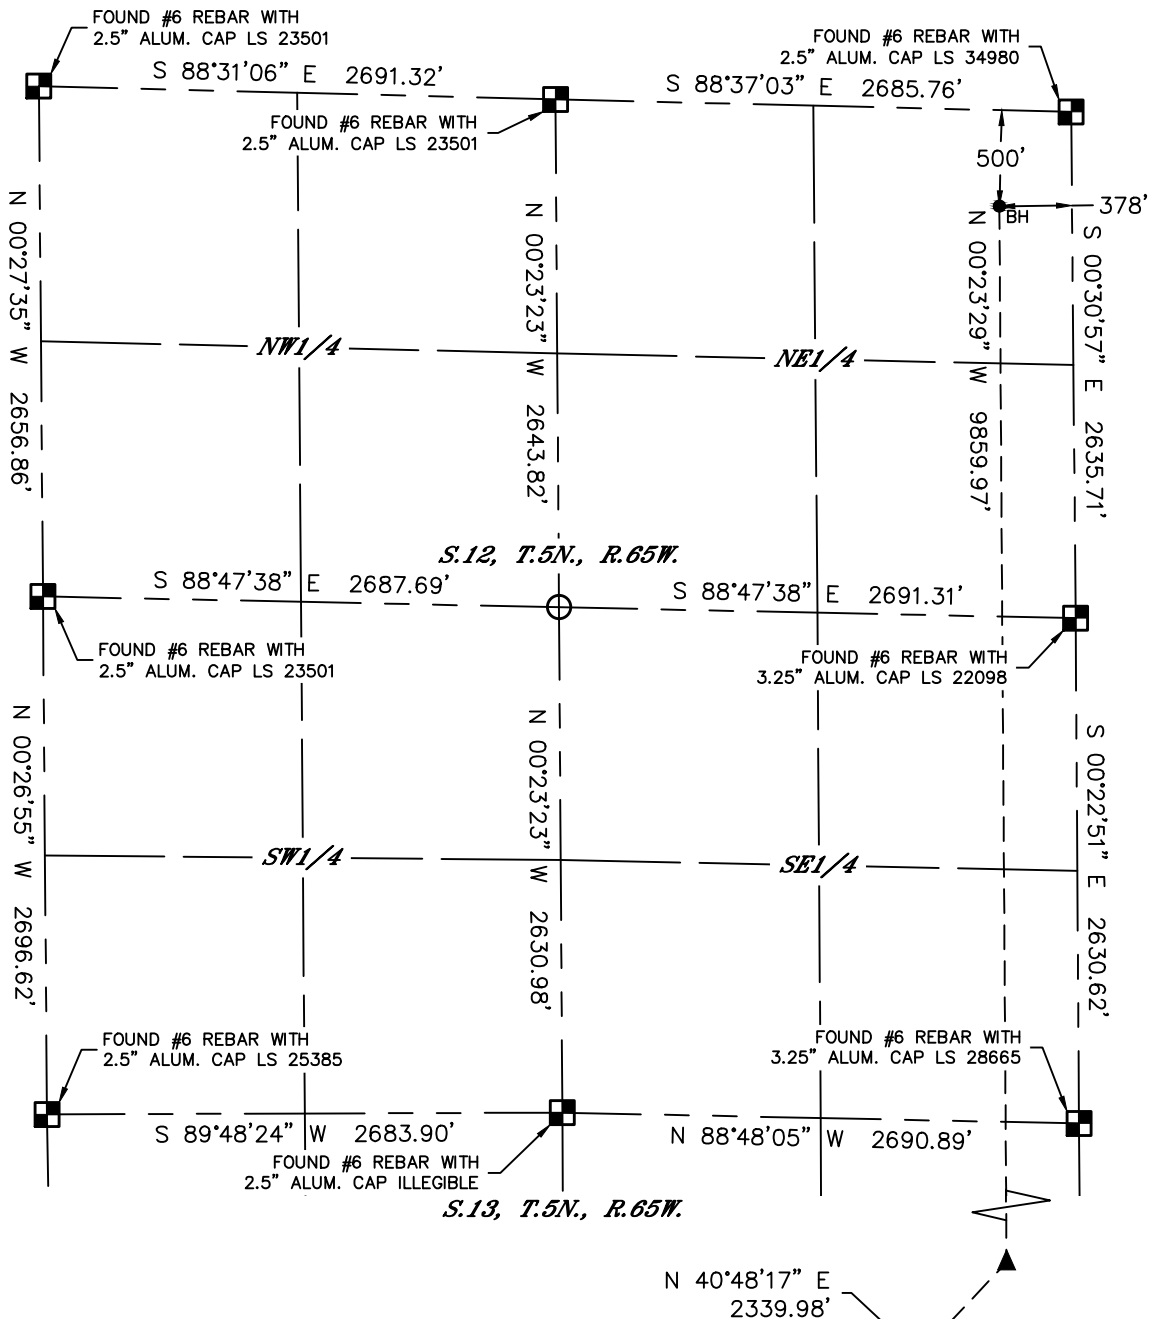 FOUND #6 REBAR WITH
2.5" ALUM. CAP LS 23501
FOUND #6 REBAR WITH
2.5" ALUM. CAP LS 34980
S 88°31'06" E 2691.32'
S 88°37'03" E 2685.76'
FOUND #6 REBAR WITH
2.5" ALUM. CAP LS 23501
500'
378'
BH
N 00°27'35" W 2656.86'
N 00°23'23" W 2643.82'
N 00°23'29" W 9859.97'
S 00°30'57" E 2635.71'
NW1/4
NE1/4
S.12, T.5N., R.65W.
S 88°47'38" E 2687.69'
S 88°47'38" E 2691.31'
FOUND #6 REBAR WITH
2.5" ALUM. CAP LS 23501
FOUND #6 REBAR WITH
3.25" ALUM. CAP LS 22098
N 00°26'55" W 2696.62'
N 00°23'23" W 2630.98'
S 00°22'51" E 2630.62'
SW1/4
SE1/4
FOUND #6 REBAR WITH
2.5" ALUM. CAP LS 25385
FOUND #6 REBAR WITH
3.25" ALUM. CAP LS 28665
S 89°48'24" W 2683.90'
N 88°48'05" W 2690.89'
FOUND #6 REBAR WITH
2.5" ALUM. CAP ILLEGIBLE
S.13, T.5N., R.65W.
N 40°48'17" E
2339.98'